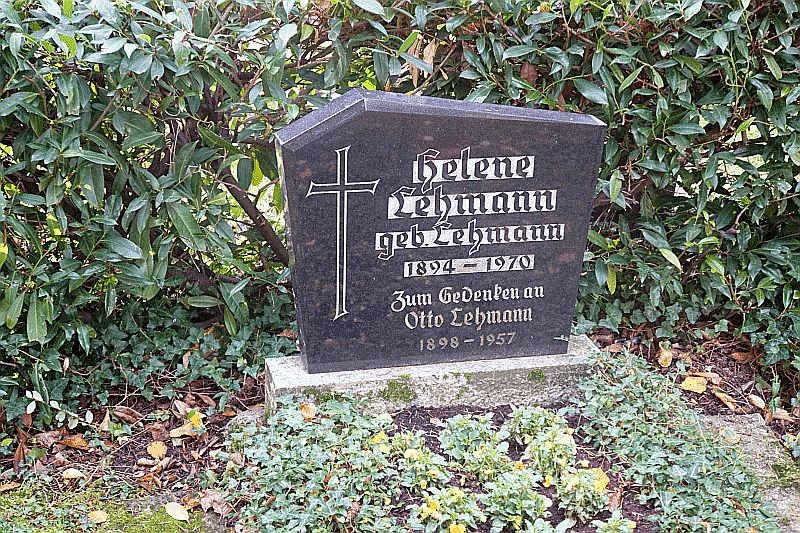 Helene
Lehmann
geb. Lehmann
1894 - 1970
Zum Gedenken an
Otto Lehmann
1898 - 1957